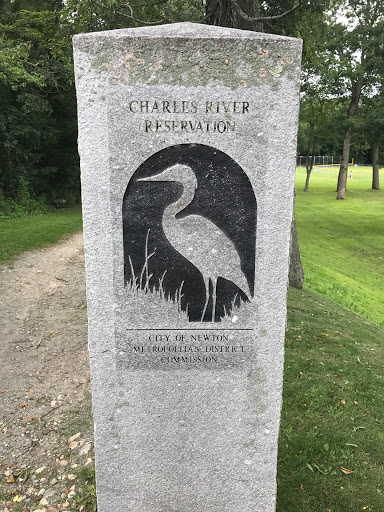 CHARLES RIVER
RESERVATION
CITY OF NEWTON
METROPOLITAN DISTRICT
COMMISSION